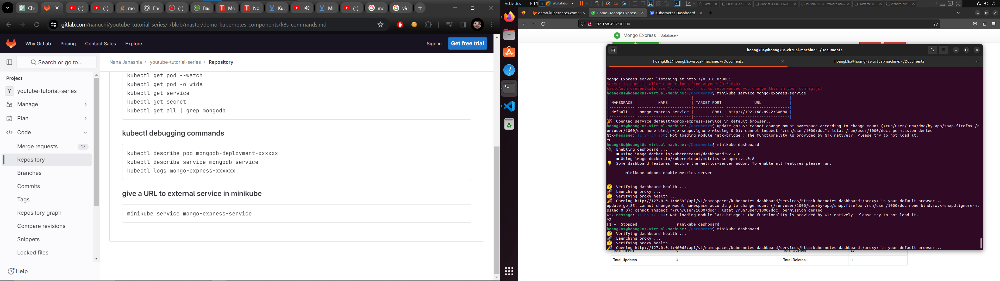 Ch
(1)
(1)
mo
Enc
(1)
Bas
Mo
No
Kul
Mir
(1)
mo
và
gitlab.com/nanuchi/youtube-tutorial-series/-/blob/master/demo-kubernetes-components/k8s-commands.md
Why GitLab
Pricing
Contact Sales
Explore
Sign in
Get free trial
Search or go to...
Nana Janashia › youtube-tutorial-series › Repository
Project
Y youtube-tutorial-series
Manage
Plan
Code
Merge requests 17
Repository
Branches
Commits
Tags
Repository graph
Compare revisions
Snippets
Locked files
Help
kubectl get pod --watch
kubectl get pod -o wide
kubectl get service
kubectl get secret
kubectl get all | grep mongodb
kubectl debugging commands
kubectl describe pod mongodb-deployment-xxxxxx
kubectl describe service mongodb-service
kubectl logs mongo-express-xxxxxx
give a URL to external service in minikube
minikube service mongo-express-service
Activities
Workstation
Home
UBUNTUFA23
Clone of UBUNTUFA23
kali-linux-2023.3-vmware-am...
Prometheus
WebsiteTest
demo-kubernetes-compo
Home - Mongo Express
Kubernetes Dashboard
192.168.49.2:30000
Mongo Express
Database
hoangk8s@hoangk8s-virtual-machine: ~/Documents
hoangk8s@hoangk8s-virtual-machine: ~/Documents
hoangk8s@hoangk8s-virtual-machine: ~/Documents
Mongo Express server listening at http://0.0.0.0:8081
Server is open to allow connections from anyone (0.0.0.0)
basicAuth credentials are "admin:pass", it is recommended you change this in your config.js!
hoangk8s@hoangk8s-virtual-machine:~/Documents$ minikube service mongo-express-service
|-----------|-----------------------|-------------|---------------------------|
| NAMESPACE |         NAME          | TARGET PORT |            URL            |
|-----------|-----------------------|-------------|---------------------------|
| default   | mongo-express-service |        8081 | http://192.168.49.2:30000 |
|-----------|-----------------------|-------------|---------------------------|
🎉  Opening service default/mongo-express-service in default browser...
hoangk8s@hoangk8s-virtual-machine:~/Documents$ update.go:85: cannot change mount namespace according to change mount (/run/user/1000/doc/by-app/snap.firefox /r
un/user/1000/doc none bind,rw,x-snapd.ignore-missing 0 0): cannot inspect "/run/user/1000/doc": lstat /run/user/1000/doc: permission denied
Gtk-Message: 12:24:34.250: Not loading module "atk-bridge": The functionality is provided by GTK natively. Please try to not load it.
^C
hoangk8s@hoangk8s-virtual-machine:~/Documents$ minikube dashboard
🔌  Enabling dashboard ...
■ Using image docker.io/kubernetesui/dashboard:v2.7.0
■ Using image docker.io/kubernetesui/metrics-scraper:v1.0.8
💡  Some dashboard features require the metrics-server addon. To enable all features please run:
minikube addons enable metrics-server
🤔  Verifying dashboard health ...
🚀  Launching proxy ...
🤔  Verifying proxy health ...
🎉  Opening http://127.0.0.1:46595/api/v1/namespaces/kubernetes-dashboard/services/http:kubernetes-dashboard:/proxy/ in your default browser...
update.go:85: cannot change mount namespace according to change mount (/run/user/1000/doc/by-app/snap.firefox /run/user/1000/doc none bind,rw,x-snapd.ignore-mi
ssing 0 0): cannot inspect "/run/user/1000/doc": lstat /run/user/1000/doc: permission denied
Gtk-Message: 14:06:12.844: Not loading module "atk-bridge": The functionality is provided by GTK natively. Please try to not load it.
^Z
[1]+  Stopped                 minikube dashboard
hoangk8s@hoangk8s-virtual-machine:~/Documents$ minikube dashboard
🤔  Verifying dashboard health ...
🚀  Launching proxy ...
🤔  Verifying proxy health ...
🎉  Opening http://127.0.0.1:46065/api/v1/namespaces/kubernetes-dashboard/services/http:kubernetes-dashboard:/proxy/ in your default browser...
Total Inserts 0 Total Queries 28
Total Updates 4 Total Deletes 0